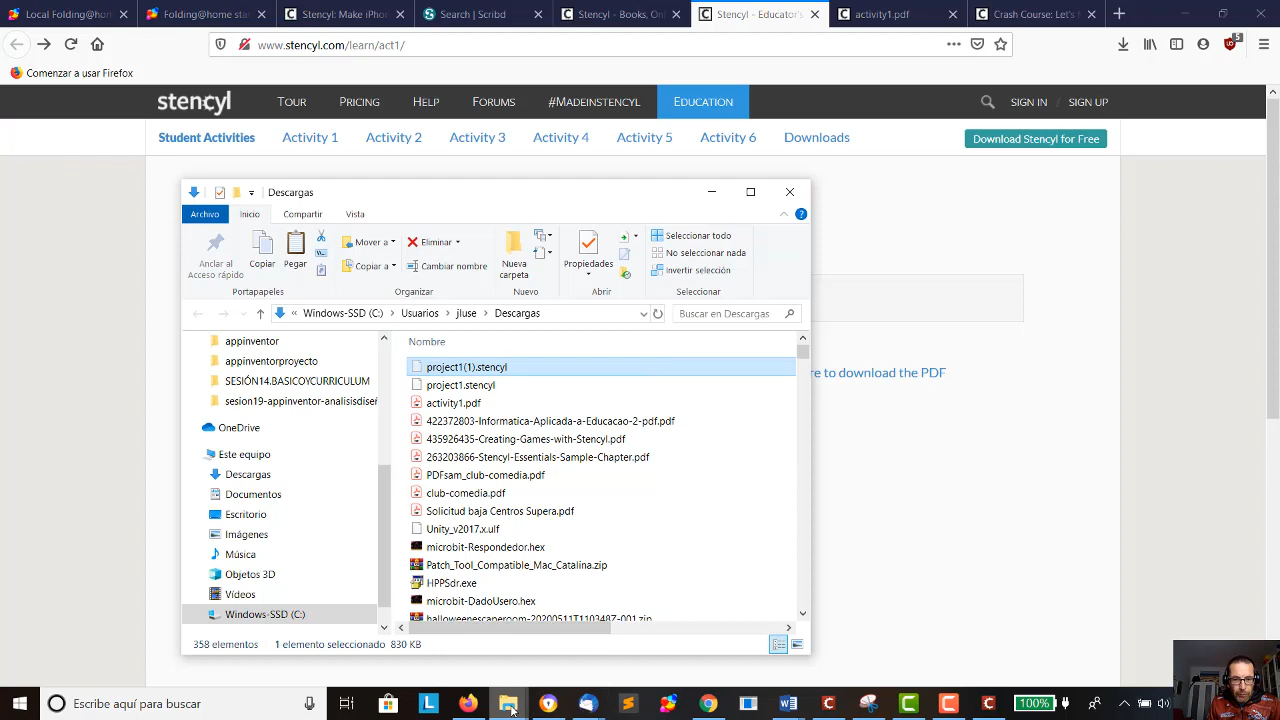 Local Folding@home
Folding@home sta
Stencyl: Make iPhone
Search | Scribd
Stencyl - Books, Onl
Stencyl - Educator's
activity1.pdf
Crash Course: Let's
www.stencyl.com/learn/act1/
5
Comenzar a usar Firefox
stencyl
TOUR
PRICING
HELP
FORUMS
#MADEINSTENCYL
EDUCATION
SIGN IN / SIGN UP
Student Activities
Activity 1
Activity 2
Activity 3
Activity 4
Activity 5
Activity 6
Downloads
Download Stencyl for Free
Descargas
Archivo
Inicio
Compartir
Vista
Anclar al
Acceso rápido
Copiar
Pegar
Mover a
Copiar a
Eliminar
Cambiar nombre
Nueva
carpeta
Propiedades
Seleccionar todo
No seleccionar nada
Invertir selección
Portapapeles
Organizar
Nuevo
Abrir
Seleccionar
« Windows-SSD (C:) > Usuarios > jluse > Descargas
Buscar en Descargas
appinventor
appinventorproyecto
SESIÓN14.BASICOYCURRICULUM
sesion19-appinventor-analisisdiseñ
OneDrive
Este equipo
Descargas
Documentos
Escritorio
Imágenes
Música
Objetos 3D
Vídeos
Windows-SSD (C:)
Nombre
project1(1).stencyl
project1.stencyl
activity1.pdf
422372803-Informatica-Aplicada-a-Educacao-2-pdf.pdf
435926435-Creating-Games-with-Stencyl.pdf
263203866-Stencyl-Essentials-Sample-Chapter.pdf
PDFsam_club-comedia.pdf
club-comedia.pdf
Solicitud baja Centros Supera.pdf
Unity_v2017.x.ulf
microbit-Respondedor.hex
Patch_Tool_Compatible_Mac_Catalina.zip
HPPSdr.exe
microbit-DadoUsero.hex
halloweenescaperoom-20200511T110348Z-001.zip
358 elementos
1 elemento seleccionado 830 KB
re to download the PDF
Escribe aquí para buscar
100%